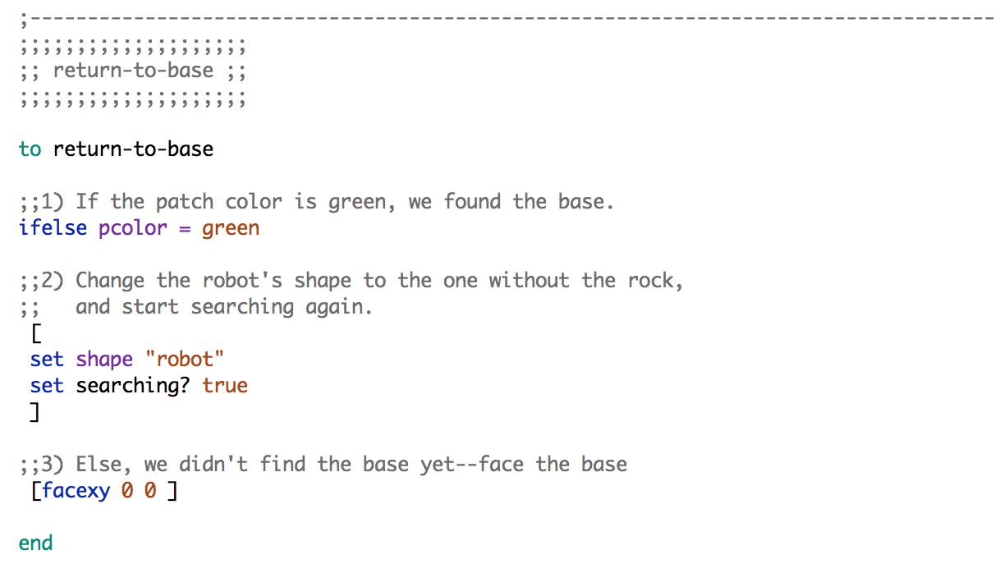 ;------------------------------------------------------------------------------------
;;;;;;;;;;;;;;;;;;;;
;; return-to-base ;;
;;;;;;;;;;;;;;;;;;;;
to return-to-base
;;1) If the patch color is green, we found the base.
ifelse pcolor = green
;;2) Change the robot's shape to the one without the rock,
;;   and start searching again.
 [
 set shape "robot"
 set searching? true
 ]
;;3) Else, we didn't find the base yet--face the base
 [facexy 0 0 ]
end